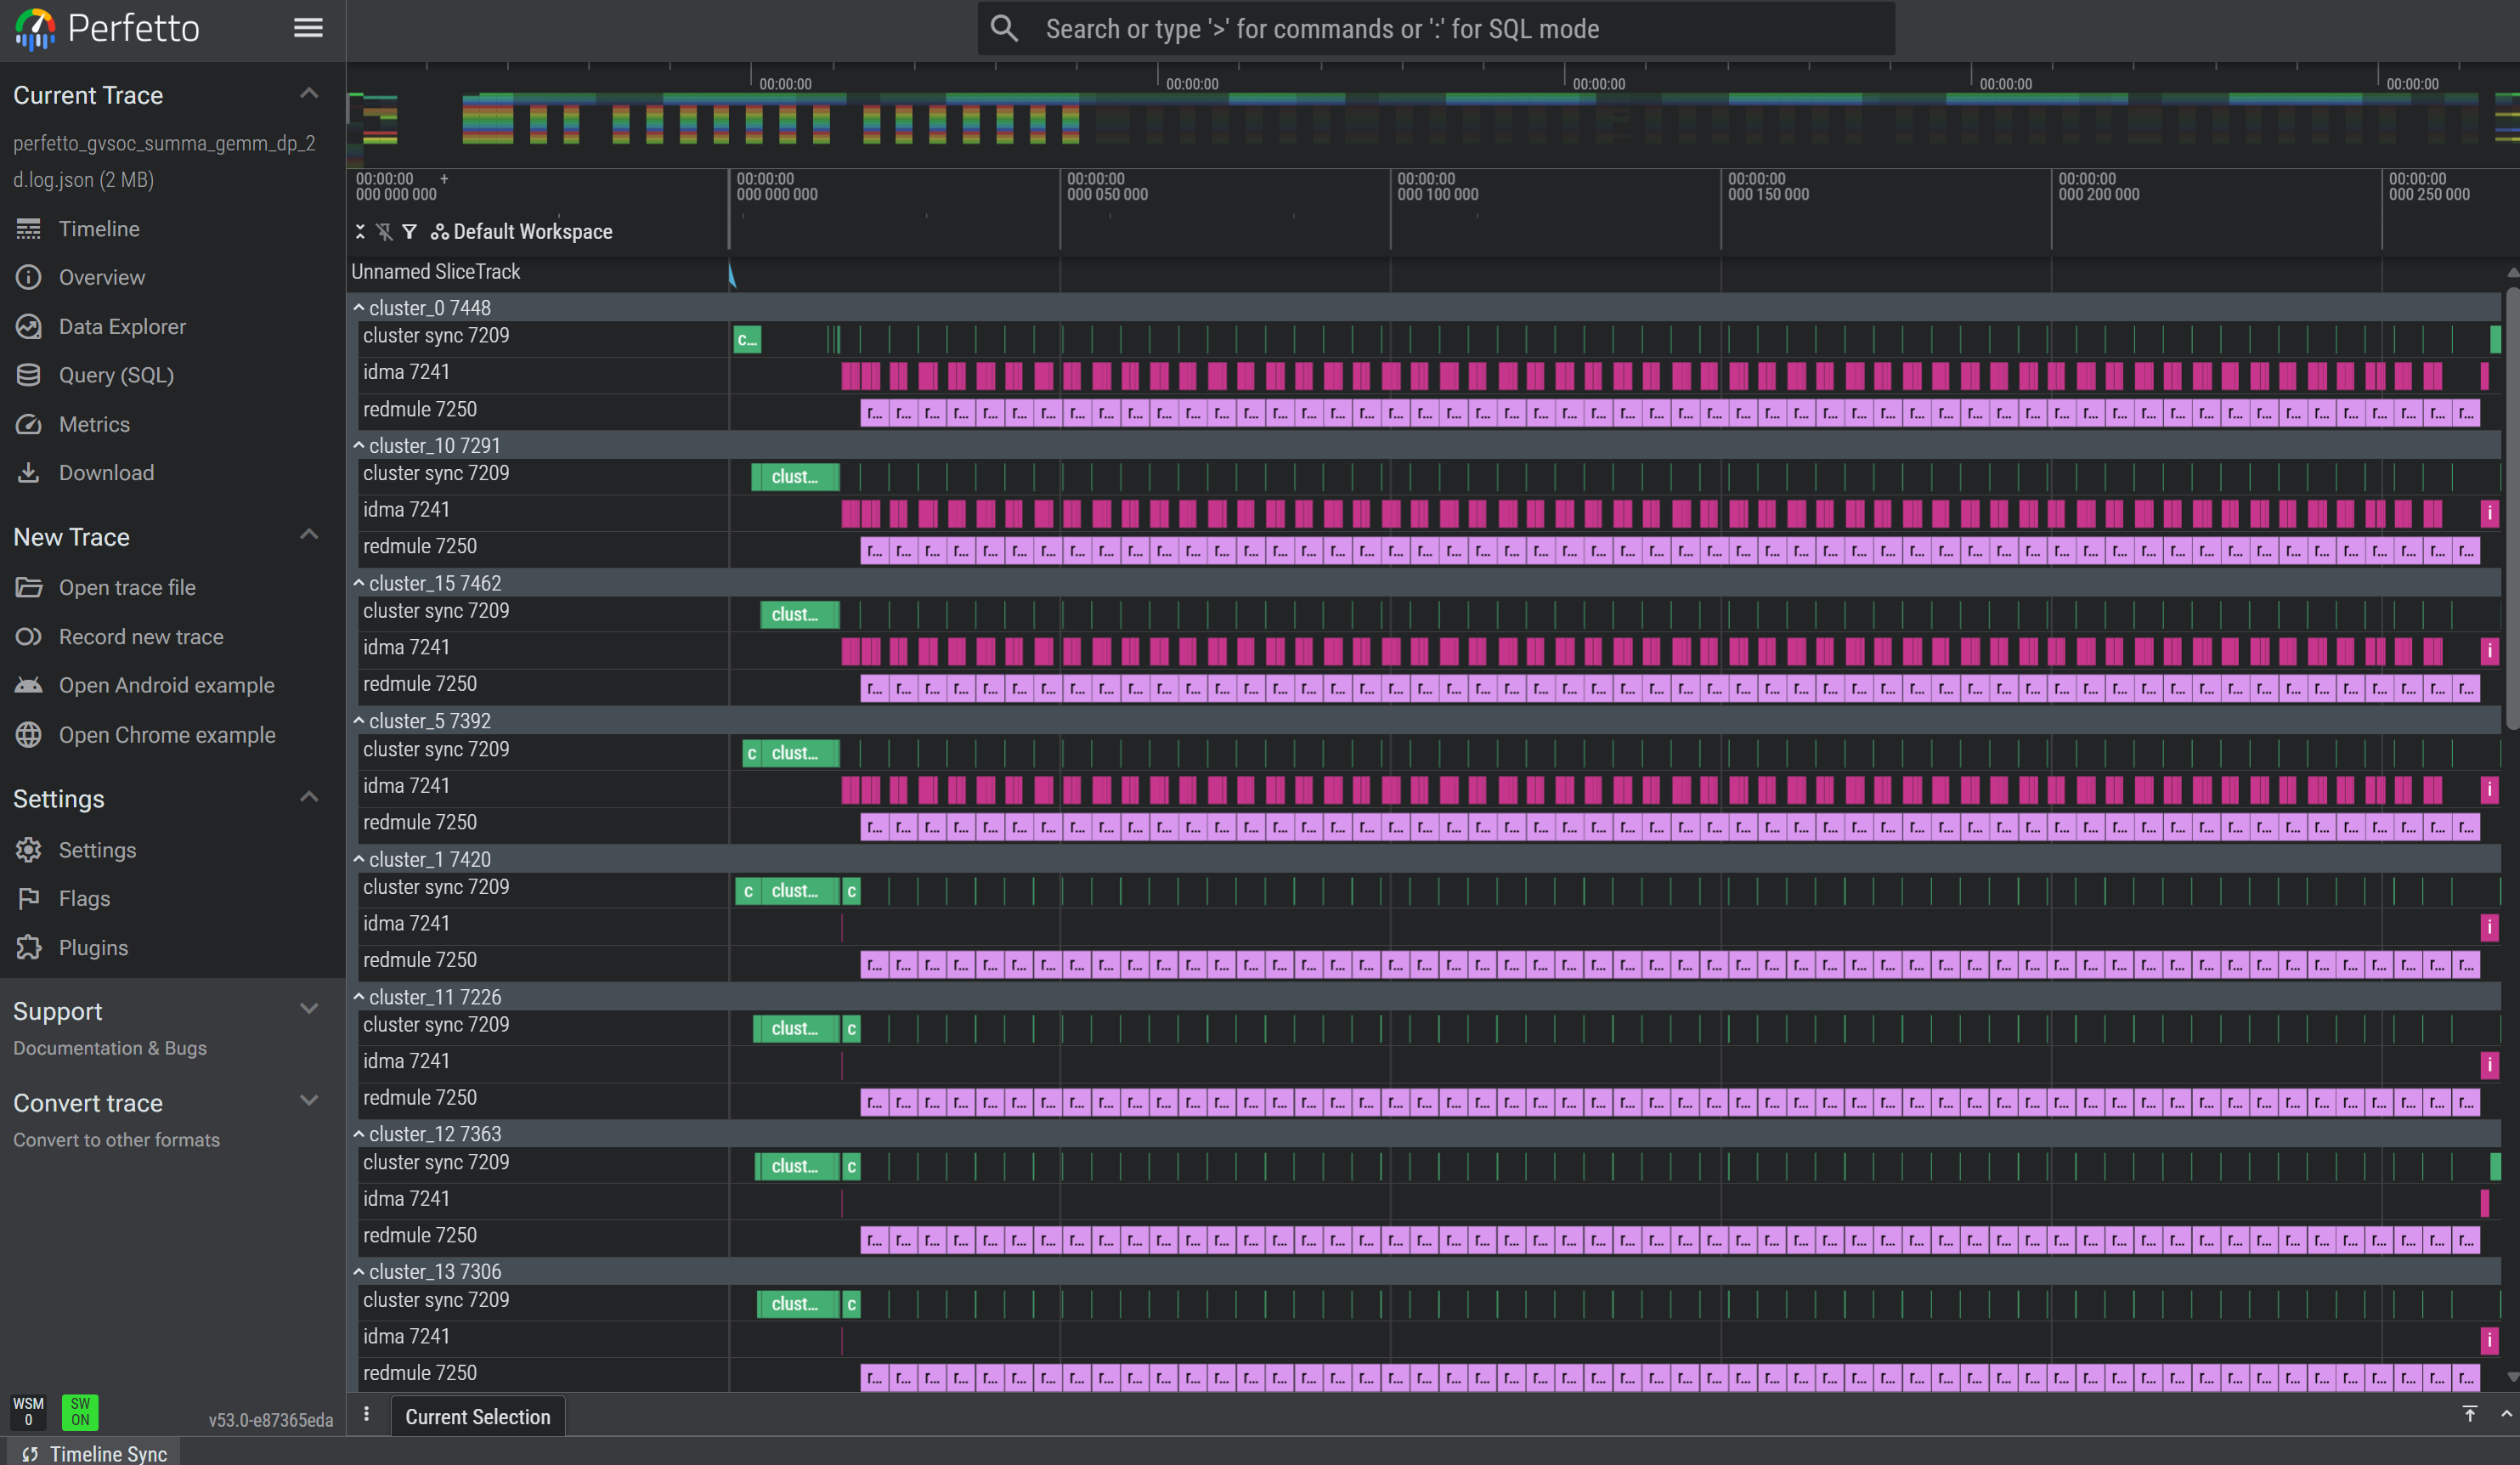 Perfetto
Search or type '>' for commands or ':' for SQL mode
Current Trace
perfetto_gvsoc_summa_gemm_dp_2
d.log.json (2 MB)
Timeline
Overview
Data Explorer
Query (SQL)
Metrics
Download
New Trace
Open trace file
Record new trace
Open Android example
Open Chrome example
Settings
Settings
Flags
Plugins
Support
Documentation & Bugs
Convert trace
Convert to other formats
WSM
0
SW
ON
v53.0-e87365eda
Timeline Sync
00:00:00 00:00:00 00:00:00 00:00:00 00:00:00
00:00:00 + 00:00:00 00:00:00 00:00:00 00:00:00 00:00:00 00:00:00
000 000 000 000 000 000 000 050 000 000 100 000 000 150 000 000 200 000 000 250 000
Default Workspace
Unnamed SliceTrack
cluster_0 7448
cluster sync 7209 c...
idma 7241
redmule 7250 r... r... r... r... r... r... r... r... r... r... r... r... r... r... r... r... r... r... r... r... r... r... r... r... r... r... r... r... r... r... r... r... r... r... r... r... r... r... r... r... r... r... r... r... r... r... r... r... r... r... r... r... r... r... r... r...
cluster_10 7291
cluster sync 7209 clust...
idma 7241 i
redmule 7250 r... r... r... r... r... r... r... r... r... r... r... r... r... r... r... r... r... r... r... r... r... r... r... r... r... r... r... r... r... r... r... r... r... r... r... r... r... r... r... r... r... r... r... r... r... r... r... r... r... r... r... r... r... r... r... r...
cluster_15 7462
cluster sync 7209 clust...
idma 7241 i
redmule 7250 r... r... r... r... r... r... r... r... r... r... r... r... r... r... r... r... r... r... r... r... r... r... r... r... r... r... r... r... r... r... r... r... r... r... r... r... r... r... r... r... r... r... r... r... r... r... r... r... r... r... r... r... r... r... r... r...
cluster_5 7392
cluster sync 7209 c clust...
idma 7241 i
redmule 7250 r... r... r... r... r... r... r... r... r... r... r... r... r... r... r... r... r... r... r... r... r... r... r... r... r... r... r... r... r... r... r... r... r... r... r... r... r... r... r... r... r... r... r... r... r... r... r... r... r... r... r... r... r... r... r... r...
cluster_1 7420
cluster sync 7209 c clust... c
idma 7241 i
redmule 7250 r... r... r... r... r... r... r... r... r... r... r... r... r... r... r... r... r... r... r... r... r... r... r... r... r... r... r... r... r... r... r... r... r... r... r... r... r... r... r... r... r... r... r... r... r... r... r... r... r... r... r... r... r... r... r... r...
cluster_11 7226
cluster sync 7209 clust... c
idma 7241 i
redmule 7250 r... r... r... r... r... r... r... r... r... r... r... r... r... r... r... r... r... r... r... r... r... r... r... r... r... r... r... r... r... r... r... r... r... r... r... r... r... r... r... r... r... r... r... r... r... r... r... r... r... r... r... r... r... r... r... r...
cluster_12 7363
cluster sync 7209 clust... c
idma 7241
redmule 7250 r... r... r... r... r... r... r... r... r... r... r... r... r... r... r... r... r... r... r... r... r... r... r... r... r... r... r... r... r... r... r... r... r... r... r... r... r... r... r... r... r... r... r... r... r... r... r... r... r... r... r... r... r... r... r... r...
cluster_13 7306
cluster sync 7209 clust... c
idma 7241 i
redmule 7250 r... r... r... r... r... r... r... r... r... r... r... r... r... r... r... r... r... r... r... r... r... r... r... r... r... r... r... r... r... r... r... r... r... r... r... r... r... r... r... r... r... r... r... r... r... r... r... r... r... r... r... r... r... r... r... r...
Current Selection